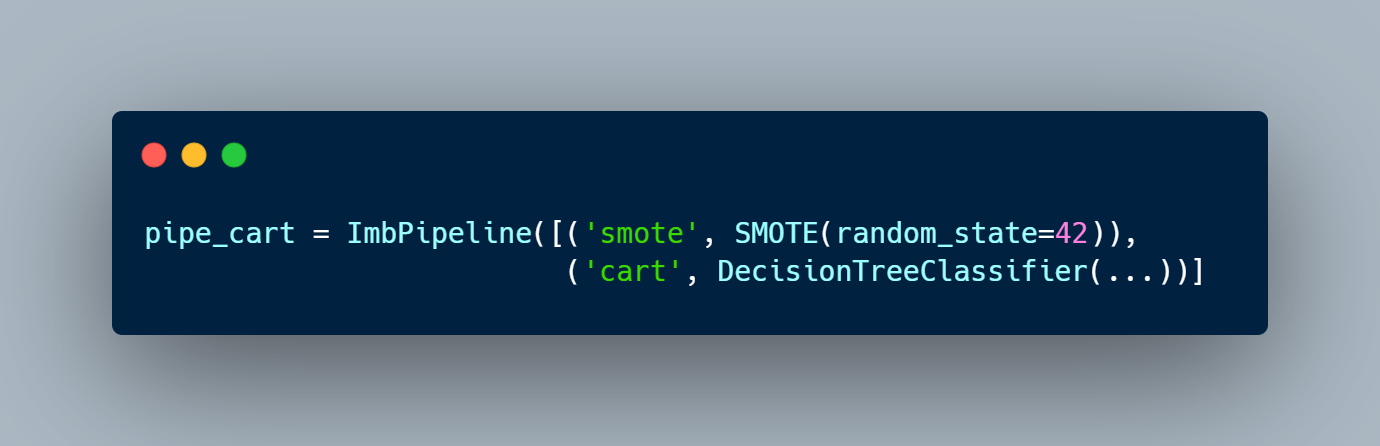 pipe_cart = ImbPipeline([('smote', SMOTE(random_state=42)),
('cart', DecisionTreeClassifier(...))]